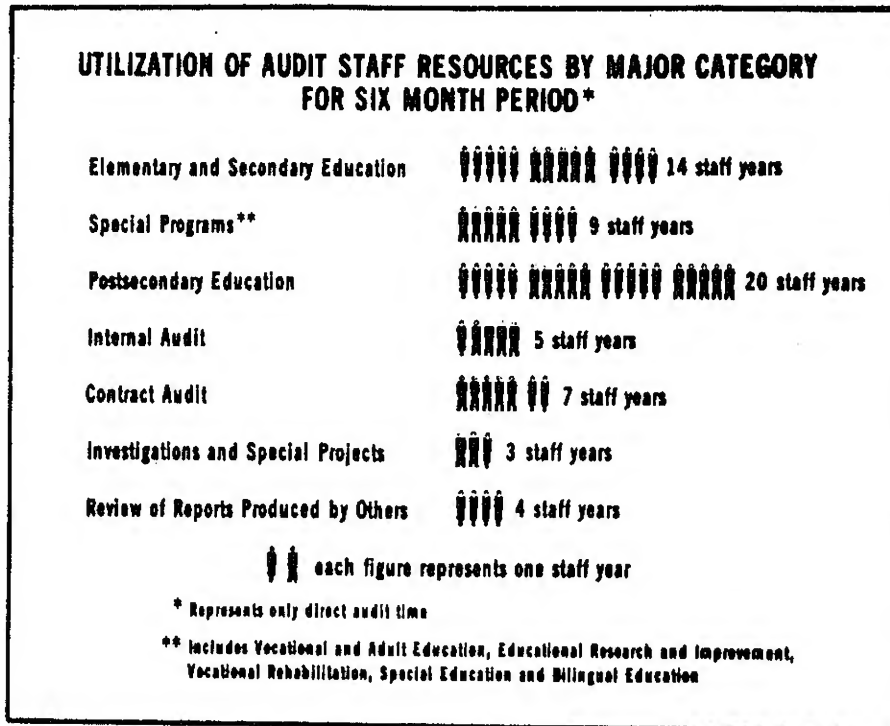 UTILIZATION OF AUDIT STAFF RESOURCES BY MAJOR CATEGORY
FOR SIX MONTH PERIOD*
Elementary and Secondary Education 14 staff years
Special Programs** 9 staff years
Postsecondary Education 20 staff years
Internal Audit 5 staff years
Contract Audit 7 staff years
Investigations and Special Projects 3 staff years
Review of Reports Produced by Others 4 staff years
each figure represents one staff year
* Represents only direct audit time
** Includes Vocational and Adult Education, Educational Research and Improvement,
Vocational Rehabilitation, Special Education and Bilingual Education